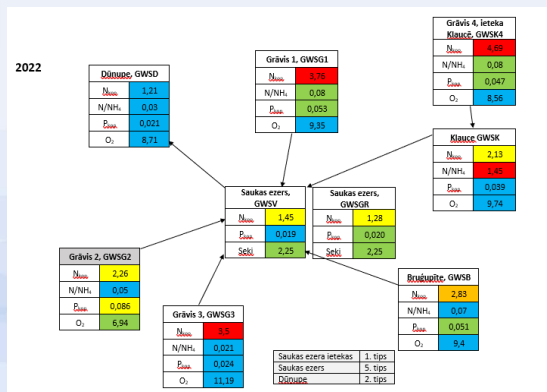 2022
Grāvis 4, ieteka
Klaucē, GWSK4
Nkop 4,69
N/NH₄ 0,08
Pkop 0,047
O₂ 8,56
Grāvis 1, GWSG1
Nkop 3,76
N/NH₄ 0,08
Pkop 0,053
O₂ 9,35
Dūņupe, GWSD
Nkop 1,21
N/NH₄ 0,03
Pkop 0,021
O₂ 8,71
Klauce GWSK
Nkop 2,13
N/NH₄ 1,45
Pkop 0,039
O₂ 9,74
Saukas ezers,
GWSV
Nkop 1,45
Pkop 0,019
Seki 2,25
Saukas ezers,
GWSGR
Nkop 1,28
Pkop 0,020
Seki 2,25
Grāvis 2, GWSG2
Nkop 2,26
N/NH₄ 0,05
Pkop 0,086
O₂ 6,94
Grāvis 3, GWSG3
Nkop 3,5
N/NH₄ 0,021
Pkop 0,024
O₂ 11,19
Bruģupīte, GWSB
Nkop 2,83
N/NH₄ 0,07
Pkop 0,051
O₂ 9,4
Saukas ezera ietekas 1. tips
Saukas ezers 5. tips
Dūņupe 2. tips